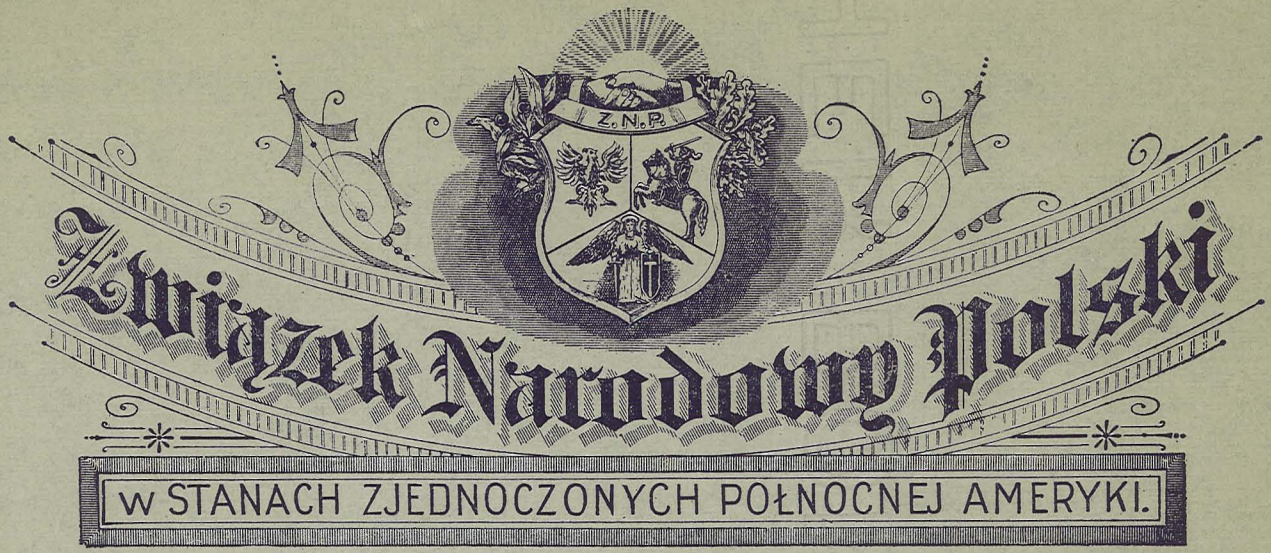 Z.N.P.
Związek Narodowy Polski
W STANACH ZJEDNOCZONYCH PÓŁNOCNEJ AMERYKI.